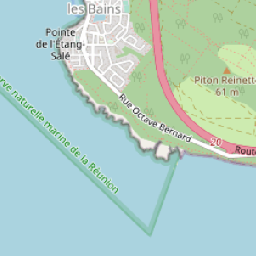 les Bains
Pointe
de l'Étang-
Salé
Piton Reinette
61 m
Rue Octave Bernard
20
Route
rve naturelle marine de la Réunion